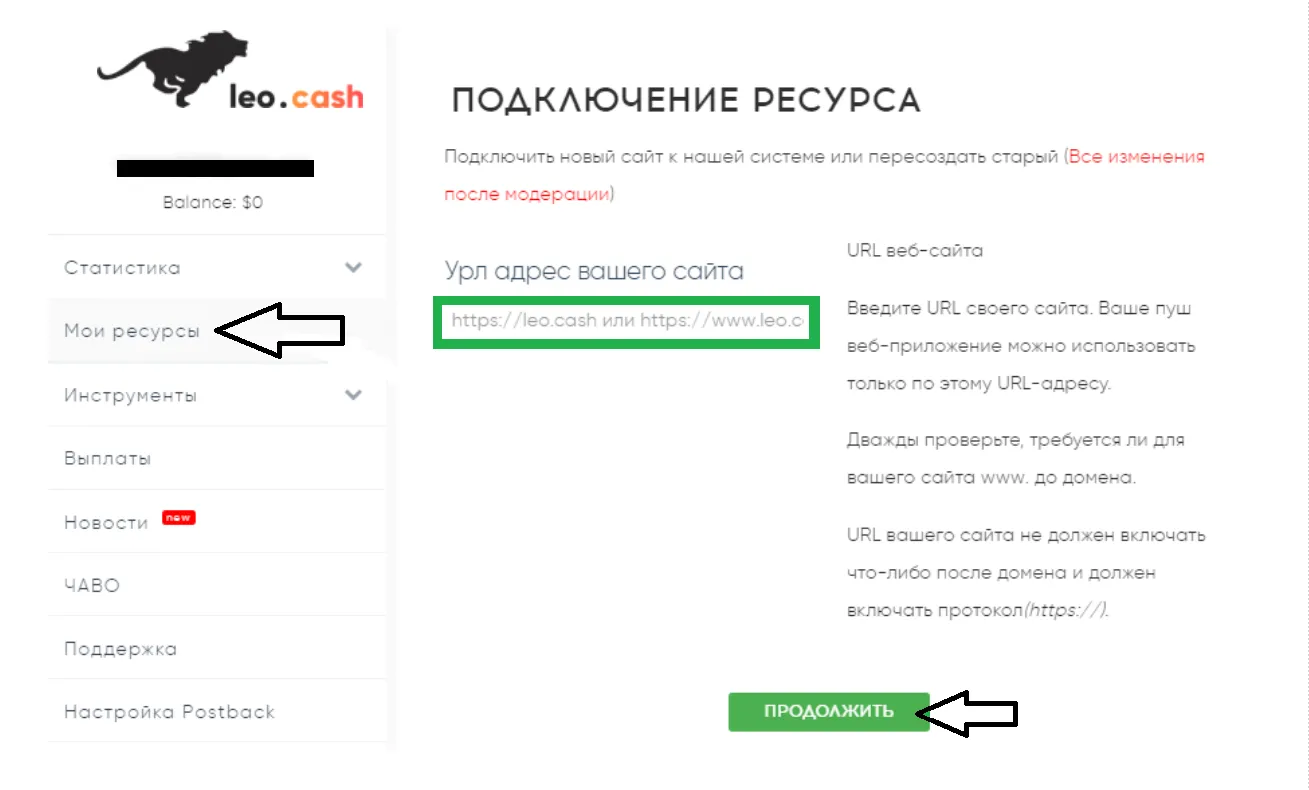 leo.cash
Balance: $0
Статистика
Мои ресурсы
Инструменты
Выплаты
Новости new
ЧАВО
Поддержка
Настройка Postback
ПОДКЛЮЧЕНИЕ РЕСУРСА
Подключить новый сайт к нашей системе или пересоздать старый (Все изменения
после модерации)
Урл адрес вашего сайта
https://leo.cash или https://www.leo.c
URL веб-сайта
Введите URL своего сайта. Ваше пуш
веб-приложение можно использовать
только по этому URL-адресу.
Дважды проверьте, требуется ли для
вашего сайта www. до домена.
URL вашего сайта не должен включать
что-либо после домена и должен
включать протокол(https://).
ПРОДОЛЖИТЬ